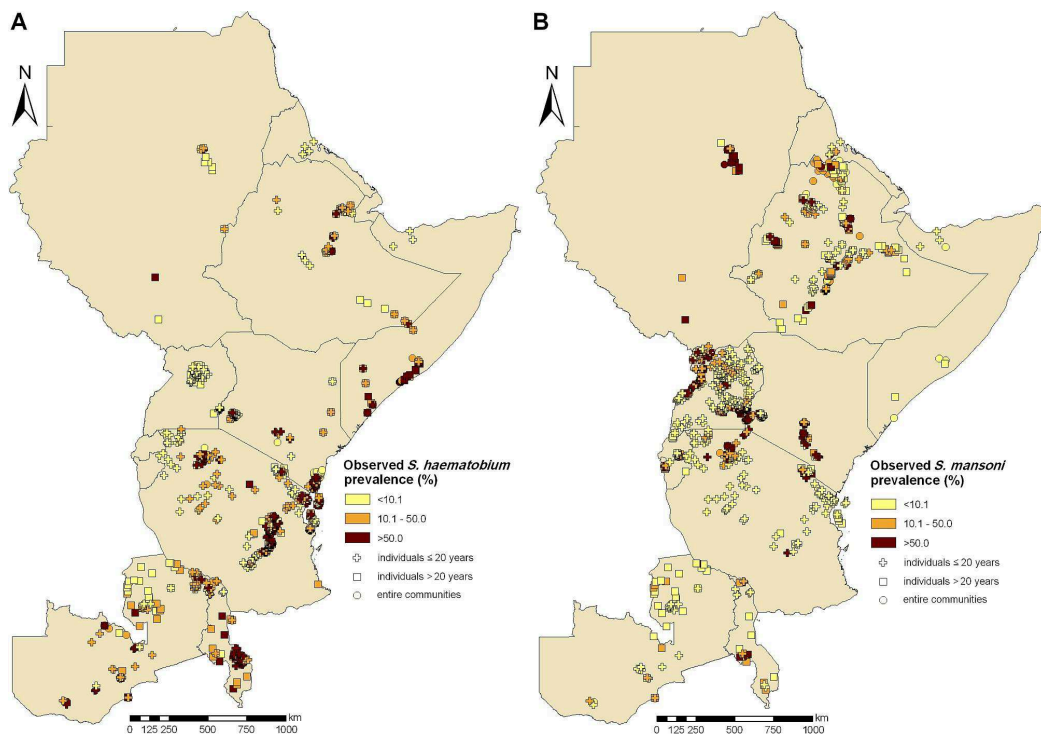 A
N
Observed S. haematobium
prevalence (%)
<10.1
10.1 - 50.0
>50.0
individuals ≤ 20 years
individuals > 20 years
entire communities
km
0 125 250 500 750 1000
B
N
Observed S. mansoni
prevalence (%)
<10.1
10.1 - 50.0
>50.0
individuals ≤ 20 years
individuals > 20 years
entire communities
km
0 125 250 500 750 1000